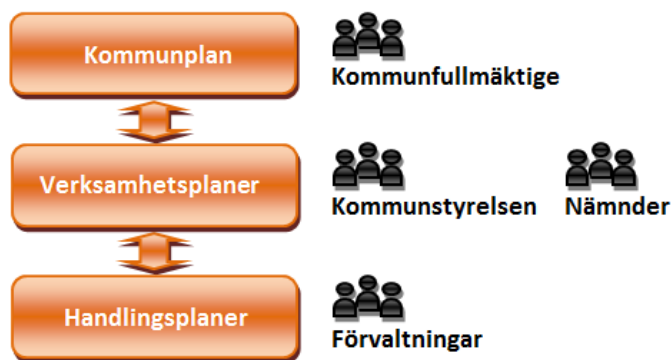 Kommunplan
Kommunfullmäktige
Verksamhetsplaner
Kommunstyrelsen
Nämnder
Handlingsplaner
Förvaltningar